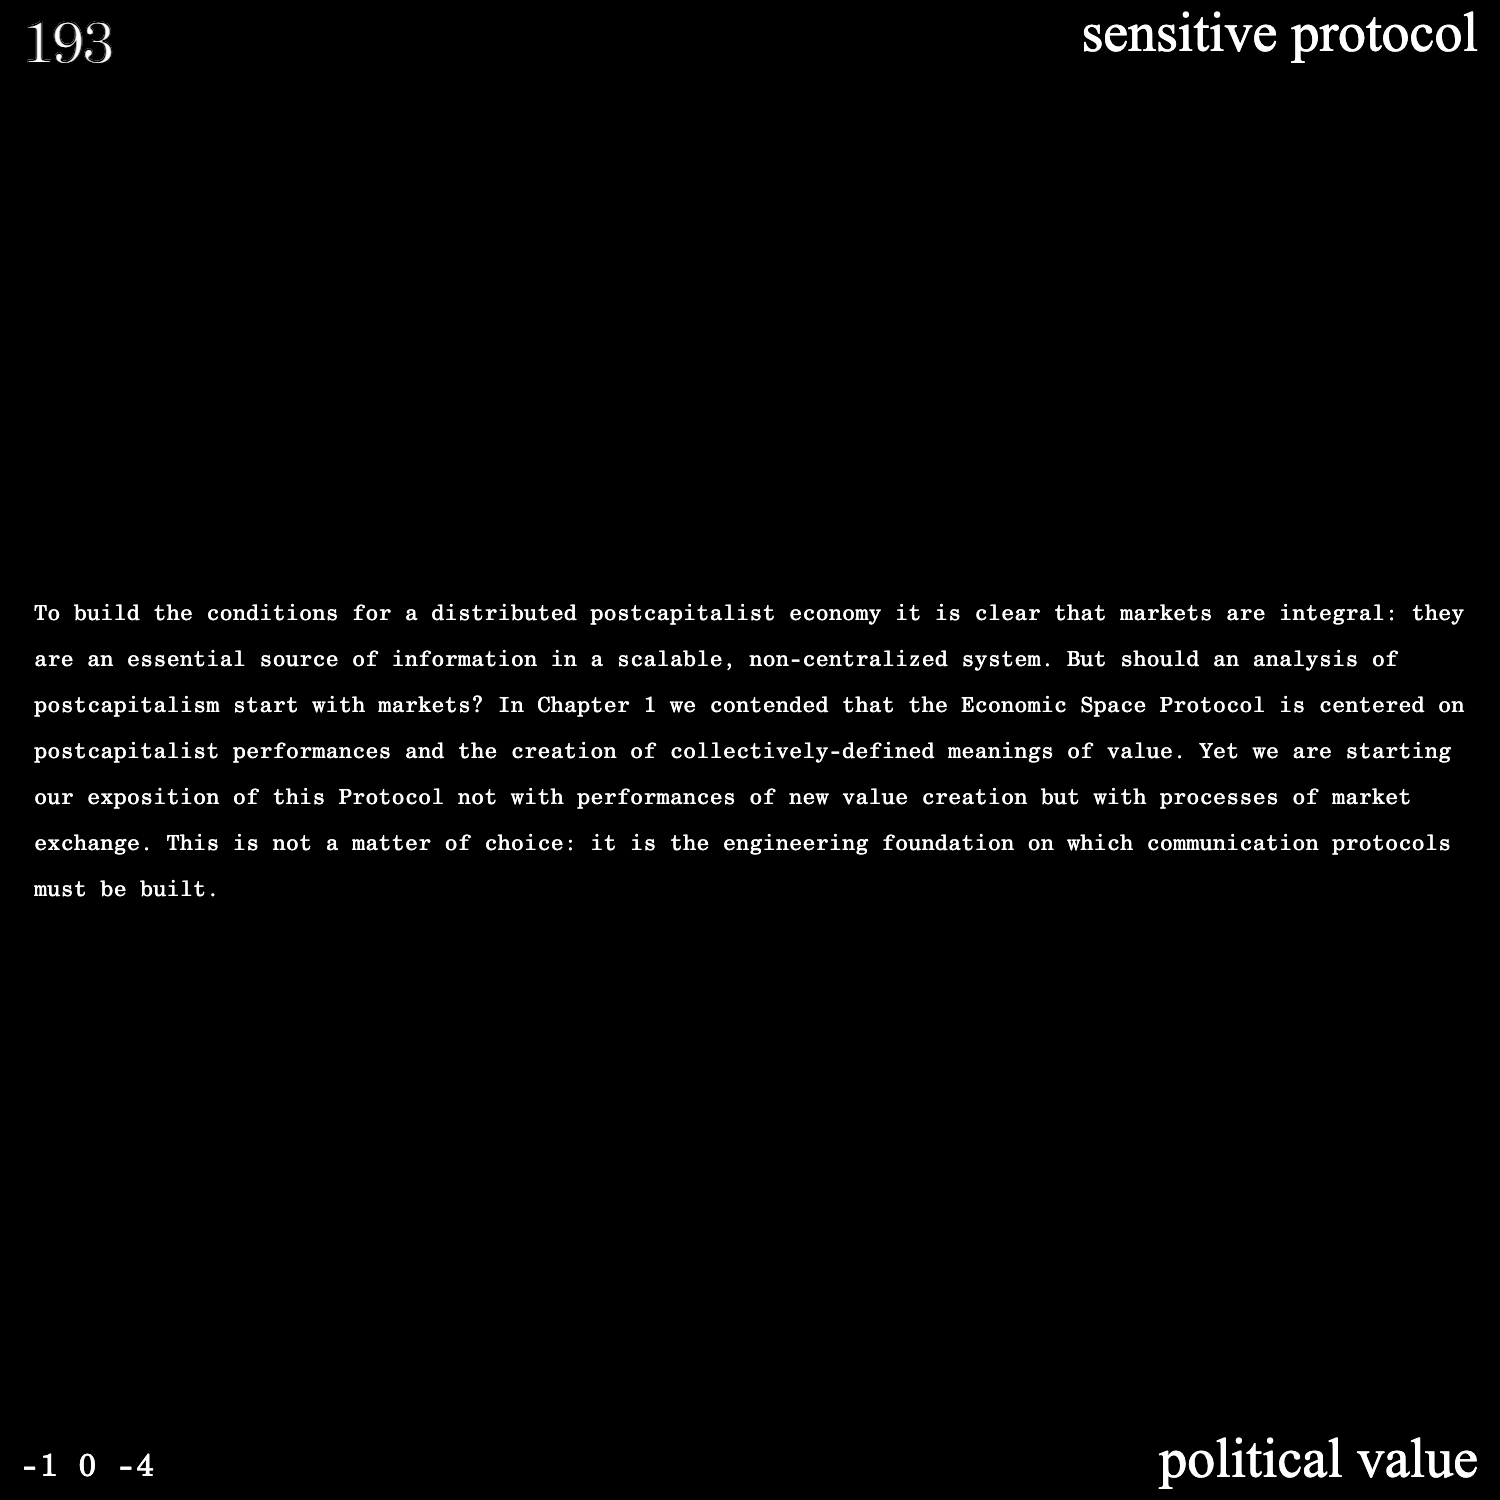 193
sensitive protocol
To build the conditions for a distributed postcapitalist economy it is clear that markets are integral: they
are an essential source of information in a scalable, non-centralized system. But should an analysis of
postcapitalism start with markets? In Chapter 1 we contended that the Economic Space Protocol is centered on
postcapitalist performances and the creation of collectively-defined meanings of value. Yet we are starting
our exposition of this Protocol not with performances of new value creation but with processes of market
exchange. This is not a matter of choice: it is the engineering foundation on which communication protocols
must be built.
-1 0 -4
political value